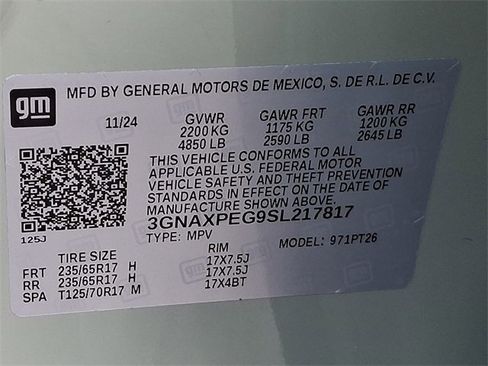 gm
MFD BY GENERAL MOTORS DE MEXICO, S. DE R.L. DE C.V.
11/24 GVWR GAWR FRT GAWR RR
2200 KG 1175 KG 1200 KG
4850 LB 2590 LB 2645 LB
THIS VEHICLE CONFORMS TO ALL
APPLICABLE U.S. FEDERAL MOTOR
VEHICLE SAFETY AND THEFT PREVENTION
STANDARDS IN EFFECT ON THE DATE OF
MANUFACTURE SHOWN ABOVE.
3GNAXPEG9SL217817
125J TYPE: MPV MODEL: 971PT26
TIRE SIZE RIM
FRT 235/65R17 H 17X7.5J
RR 235/65R17 H 17X7.5J
SPA T125/70R17 M 17X4BT